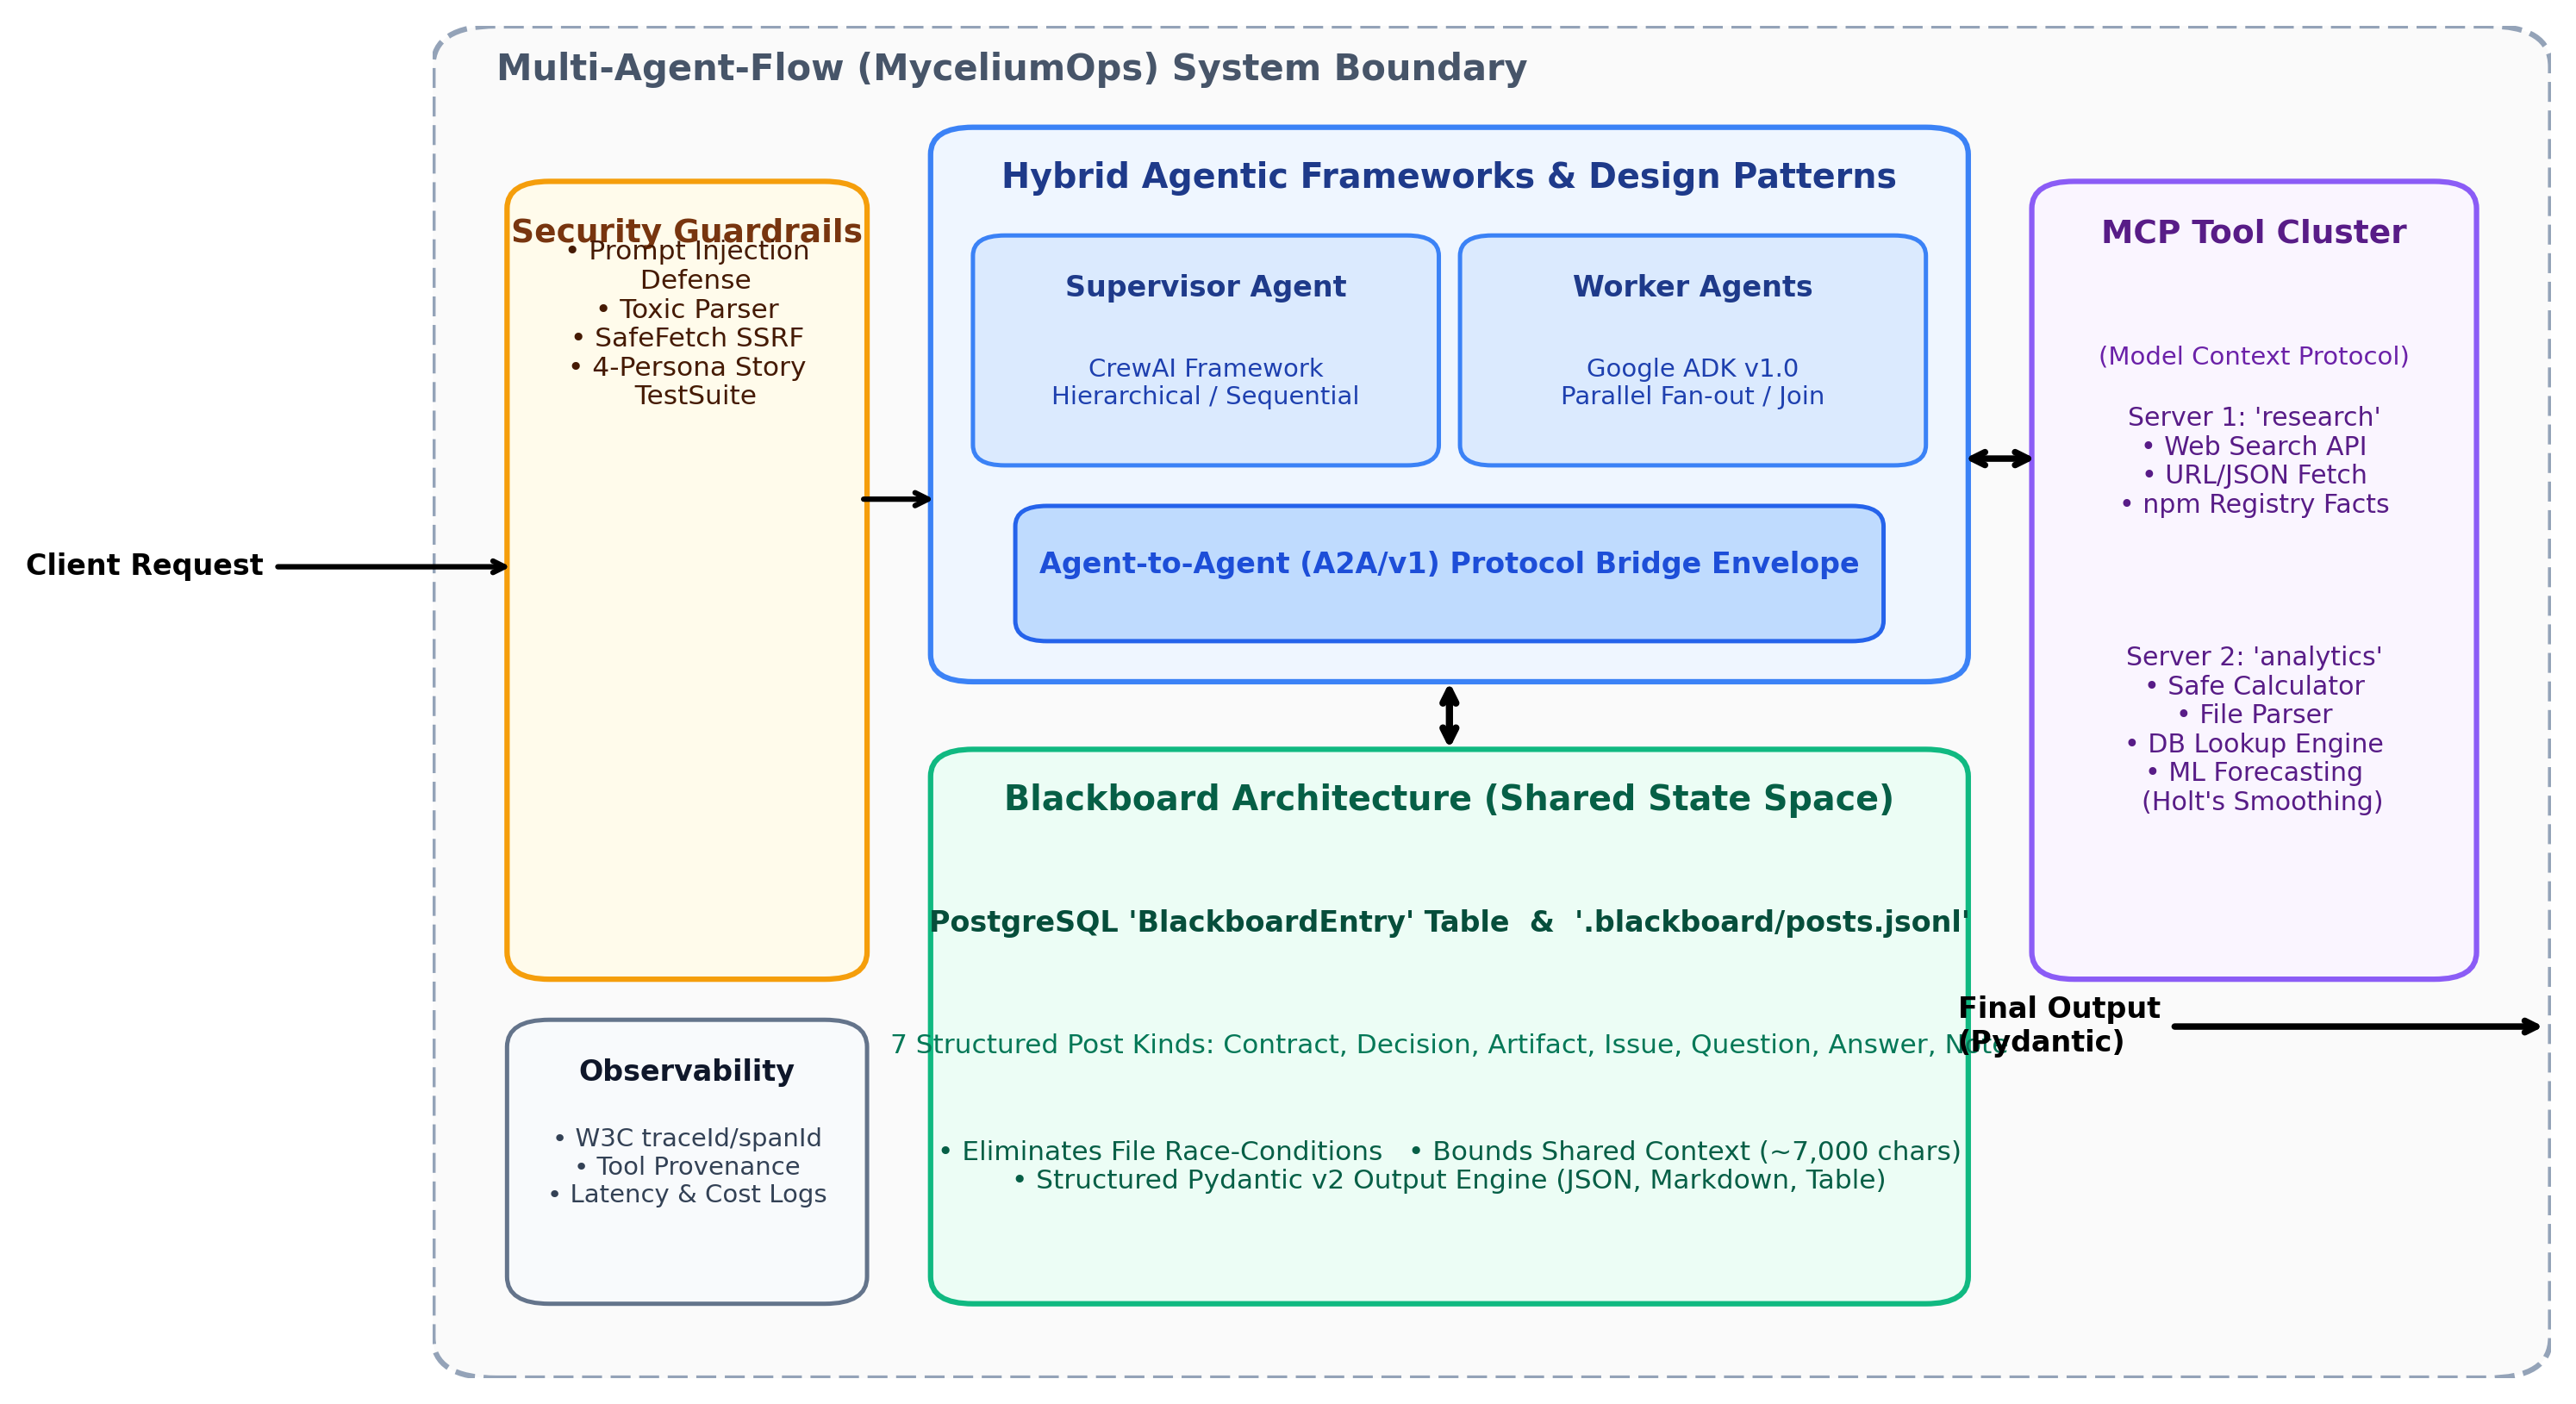 Multi-Agent-Flow (MyceliumOps) System Boundary
Client Request
Security Guardrails
• Prompt Injection
Defense
• Toxic Parser
• SafeFetch SSRF
• 4-Persona Story
TestSuite
Observability
• W3C traceId/spanId
• Tool Provenance
• Latency & Cost Logs
Hybrid Agentic Frameworks & Design Patterns
Supervisor Agent
CrewAI Framework
Hierarchical / Sequential
Worker Agents
Google ADK v1.0
Parallel Fan-out / Join
Agent-to-Agent (A2A/v1) Protocol Bridge Envelope
Blackboard Architecture (Shared State Space)
PostgreSQL 'BlackboardEntry' Table  &  '.blackboard/posts.jsonl'
7 Structured Post Kinds: Contract, Decision, Artifact, Issue, Question, Answer, Note
• Eliminates File Race-Conditions   • Bounds Shared Context (~7,000 chars)
• Structured Pydantic v2 Output Engine (JSON, Markdown, Table)
MCP Tool Cluster
(Model Context Protocol)
Server 1: 'research'
• Web Search API
• URL/JSON Fetch
• npm Registry Facts
Server 2: 'analytics'
• Safe Calculator
• File Parser
• DB Lookup Engine
• ML Forecasting
(Holt's Smoothing)
Final Output
(Pydantic)